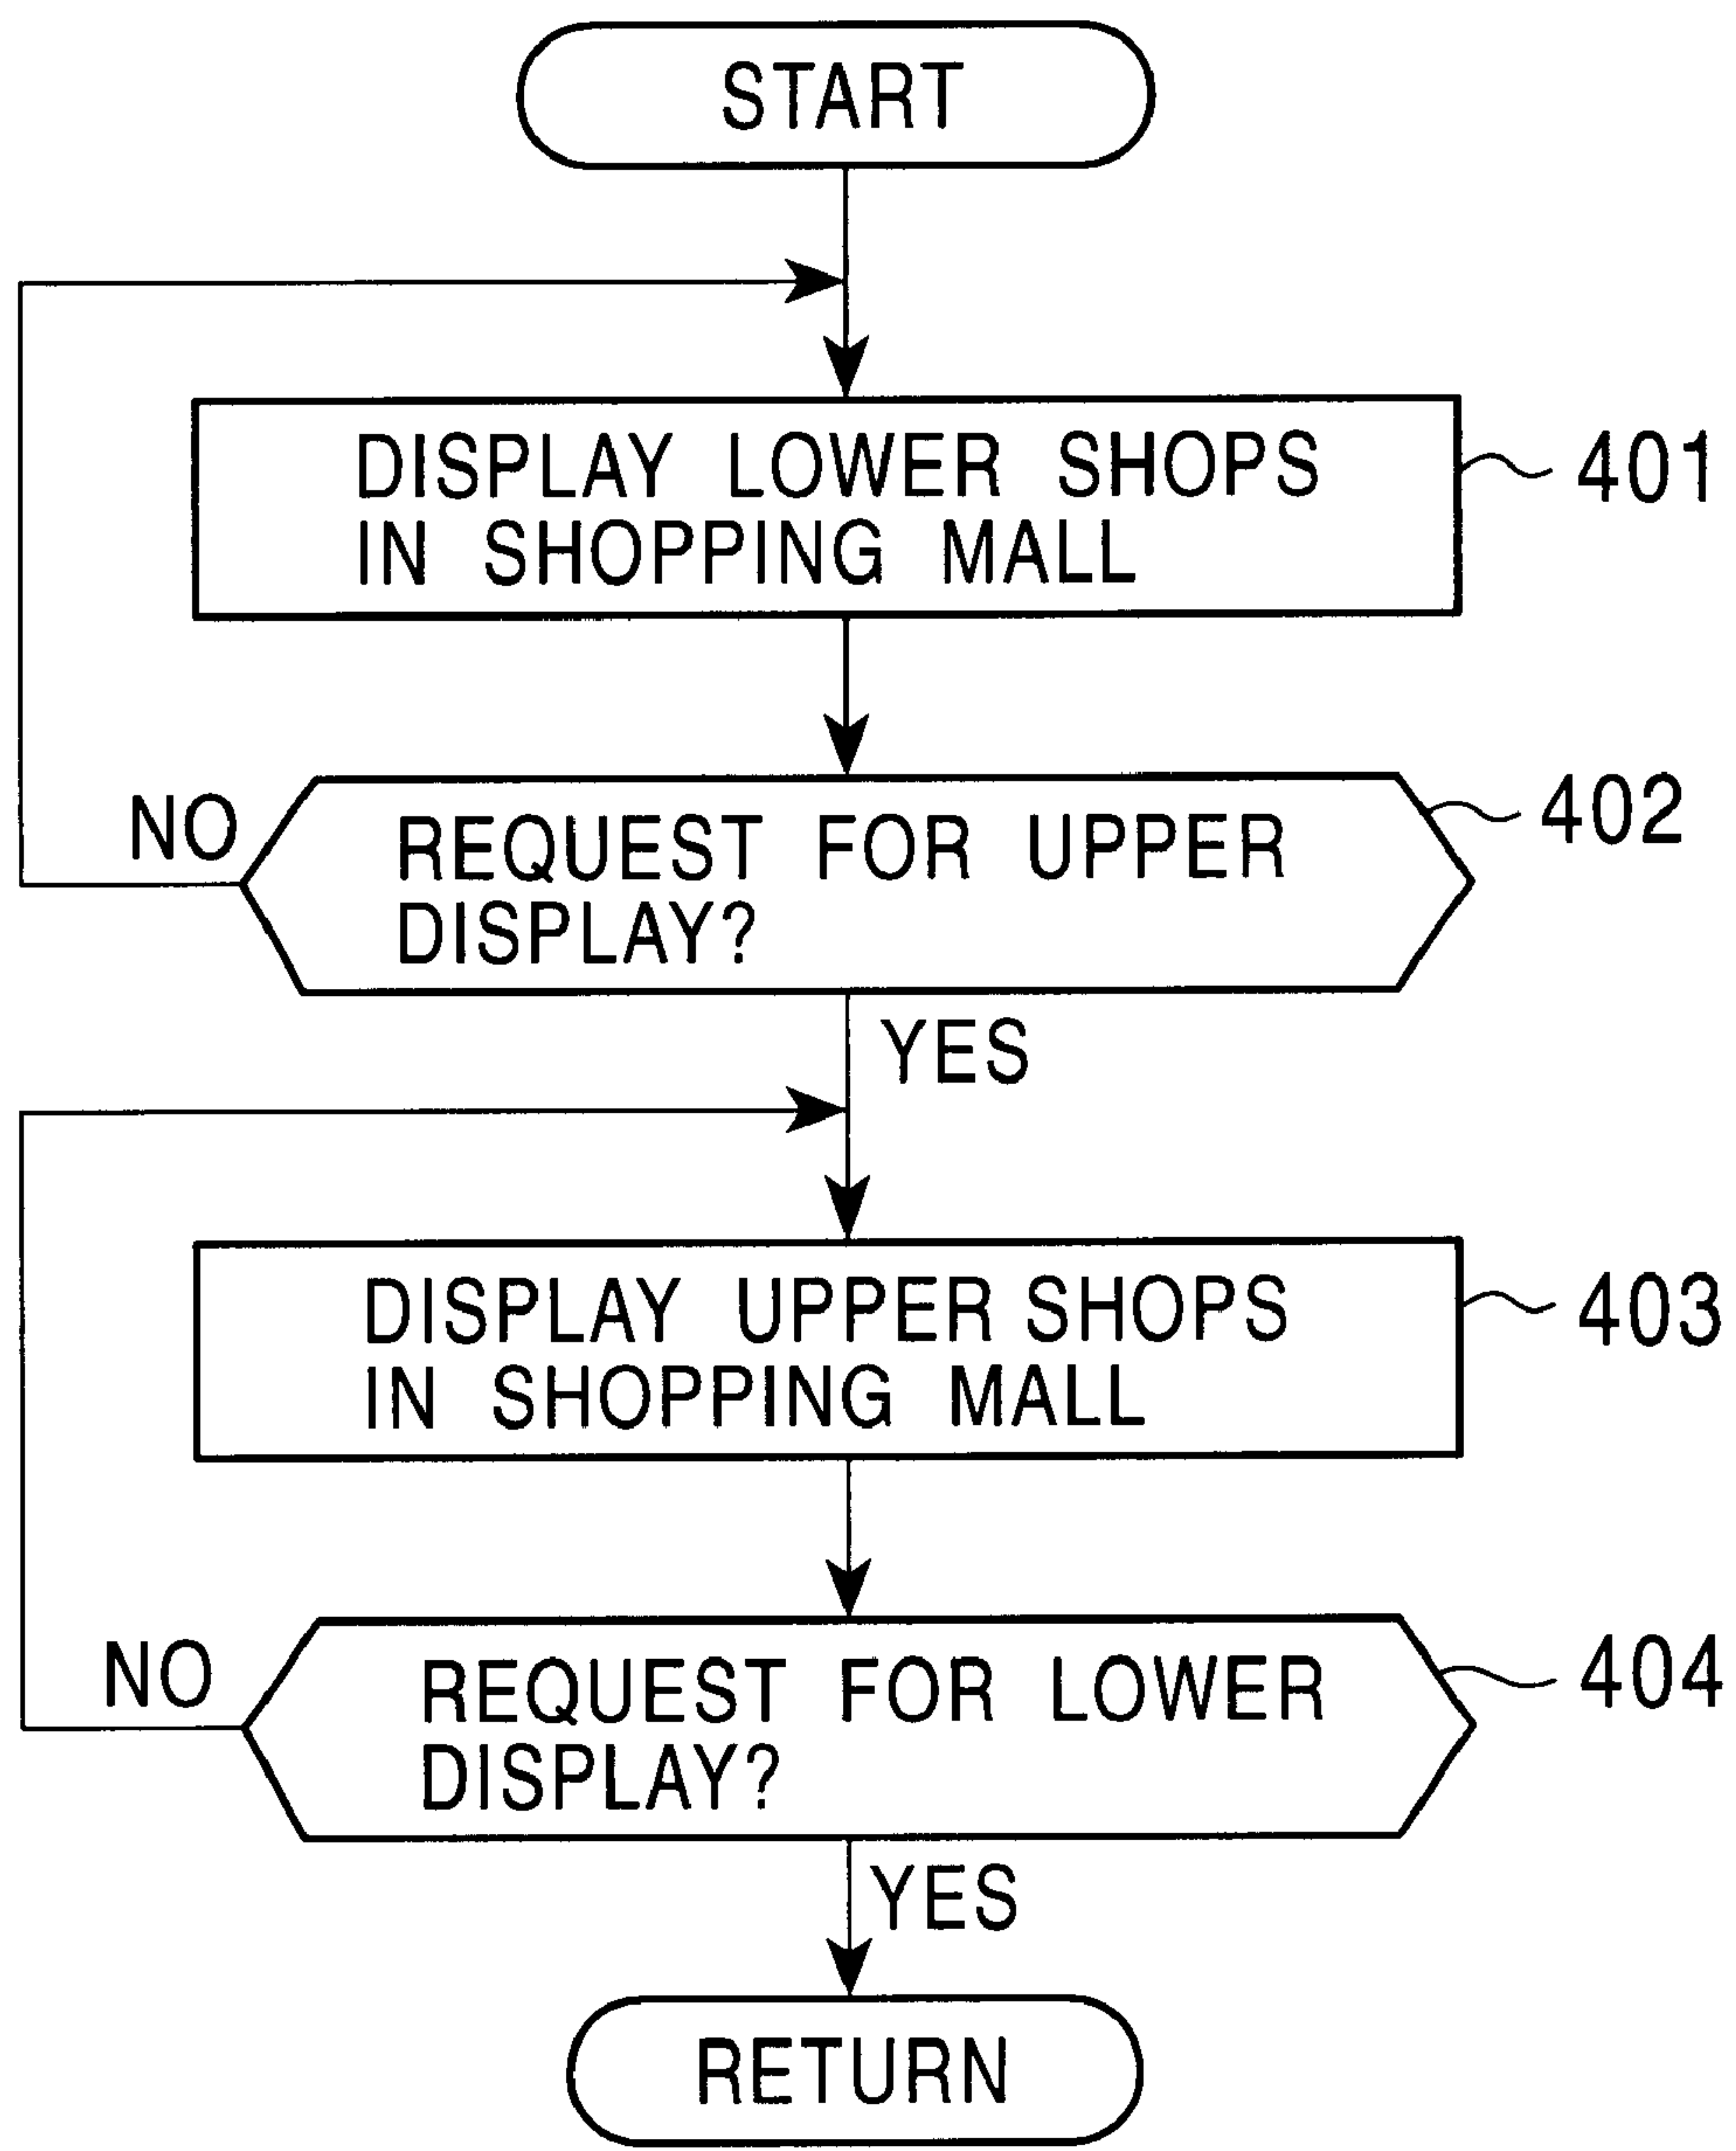 START
DISPLAY LOWER SHOPS
IN SHOPPING MALL
401
NO
REQUEST FOR UPPER
DISPLAY?
402
YES
DISPLAY UPPER SHOPS
IN SHOPPING MALL
403
NO
REQUEST FOR LOWER
DISPLAY?
404
YES
RETURN